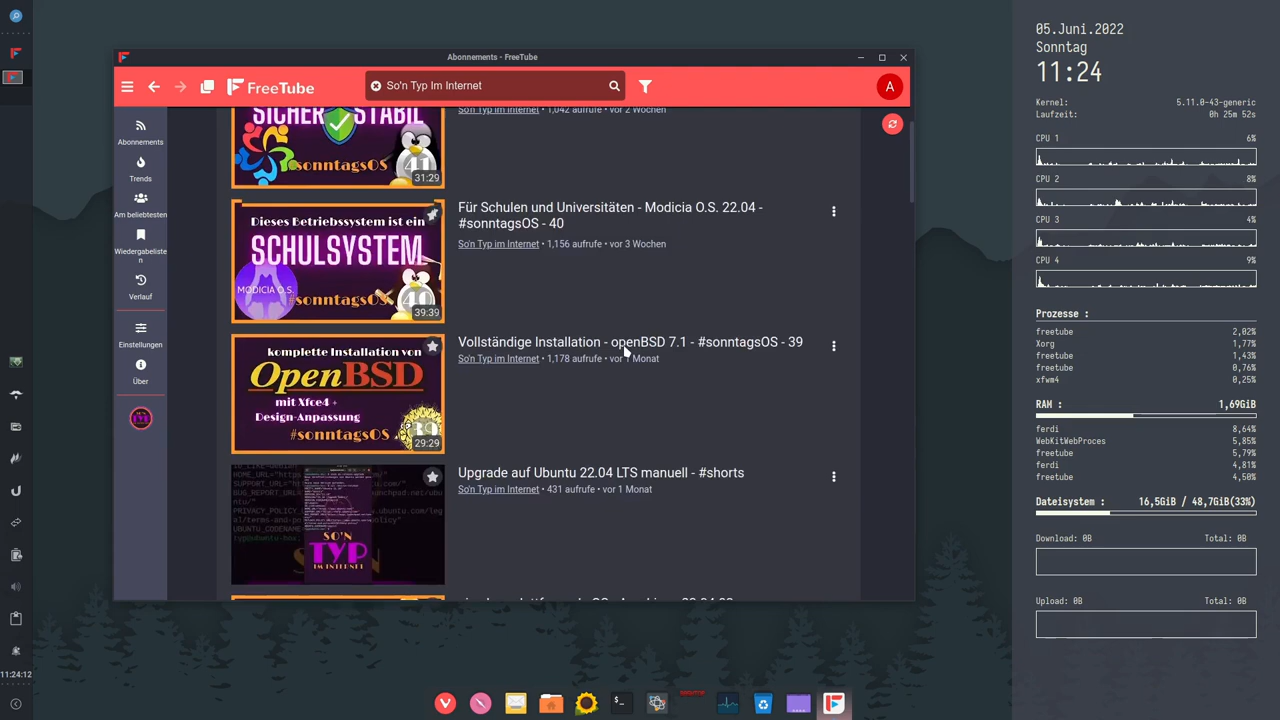 Abonnements - FreeTube
FreeTube
So'n Typ Im Internet
A
Abonnements
Trends
Am beliebtesten
Wiedergabeliste
n
Verlauf
Einstellungen
Über
SICHER STABIL
#sonntagsOS
41
31:29
So'n Typ im Internet • 1,042 aufrufe • vor 2 Wochen
Dieses Betriebssystem ist ein
SCHULSYSTEM
MODICIA O.S.
#sonntagsOS
40
39:39
Für Schulen und Universitäten - Modicia O.S. 22.04 -
#sonntagsOS - 40
So'n Typ im Internet • 1,156 aufrufe • vor 3 Wochen
komplette Installation von
OpenBSD
mit Xfce4 +
Design-Anpassung
#sonntagsOS
39
29:29
Vollständige Installation - openBSD 7.1 - #sonntagsOS - 39
So'n Typ im Internet • 1,178 aufrufe • vor 1 Monat
SO'N
TYP
IM INTERNET
Upgrade auf Ubuntu 22.04 LTS manuell - #shorts
So'n Typ im Internet • 431 aufrufe • vor 1 Monat
11:24:12
05.Juni.2022
Sonntag
11:24
Kernel: 5.11.0-43-generic
Laufzeit: 0h 25m 52s
CPU 1 6%
CPU 2 8%
CPU 3 4%
CPU 4 9%
Prozesse :
freetube 2,02%
Xorg 1,77%
freetube 1,43%
freetube 0,76%
xfwm4 0,25%
RAM : 1,69GiB
ferdi 8,64%
WebKitWebProces 5,85%
freetube 5,79%
ferdi 4,81%
freetube 4,50%
Dateisystem : 16,5GiB / 48,7GiB(33%)
Download: 0B Total: 0B
Upload: 0B Total: 0B